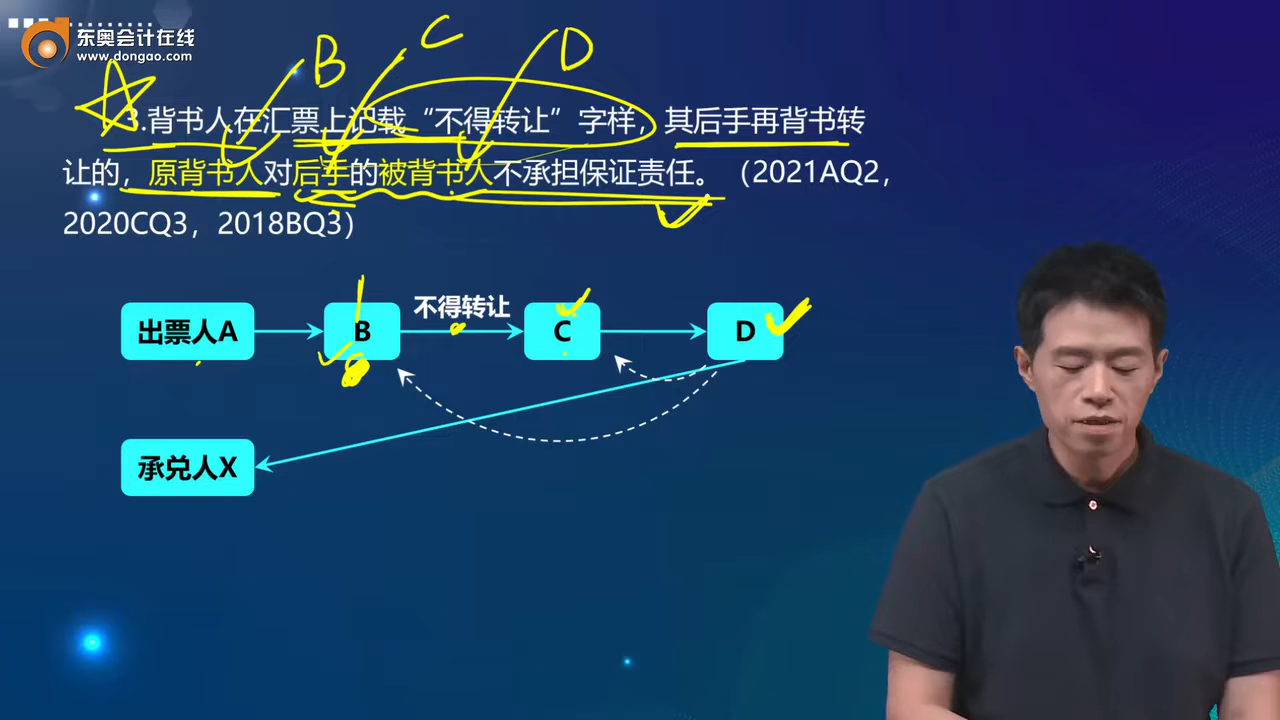 东奥会计在线
www.dongao.com
B
C
D
3.背书人在汇票上记载“不得转让”字样，其后手再背书转
让的，原背书人对后手的被背书人不承担保证责任。（2021AQ2，
2020CQ3，2018BQ3）
不得转让
出票人A
B
C
D
承兑人X